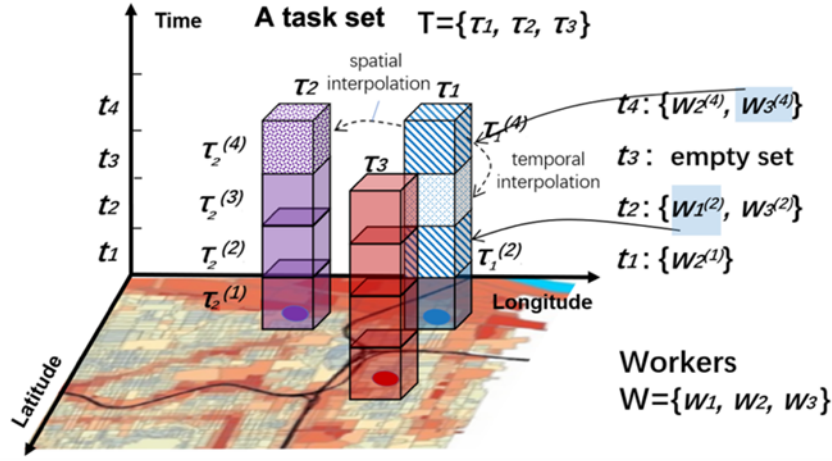 Time
A task set T={τ1, τ2, τ3}
spatial
interpolation
τ2
τ1
t4
τ1(4)
t4: {w2(4), w3(4)}
τ2(4)
t3
τ3
temporal
interpolation
t3: empty set
τ2(3)
t2
t2: {w1(2), w3(2)}
τ2(2)
t1
τ1(2)
t1: {w2(1)}
τ2(1)
Longitude
Latitude
Workers
W={w1, w2, w3}